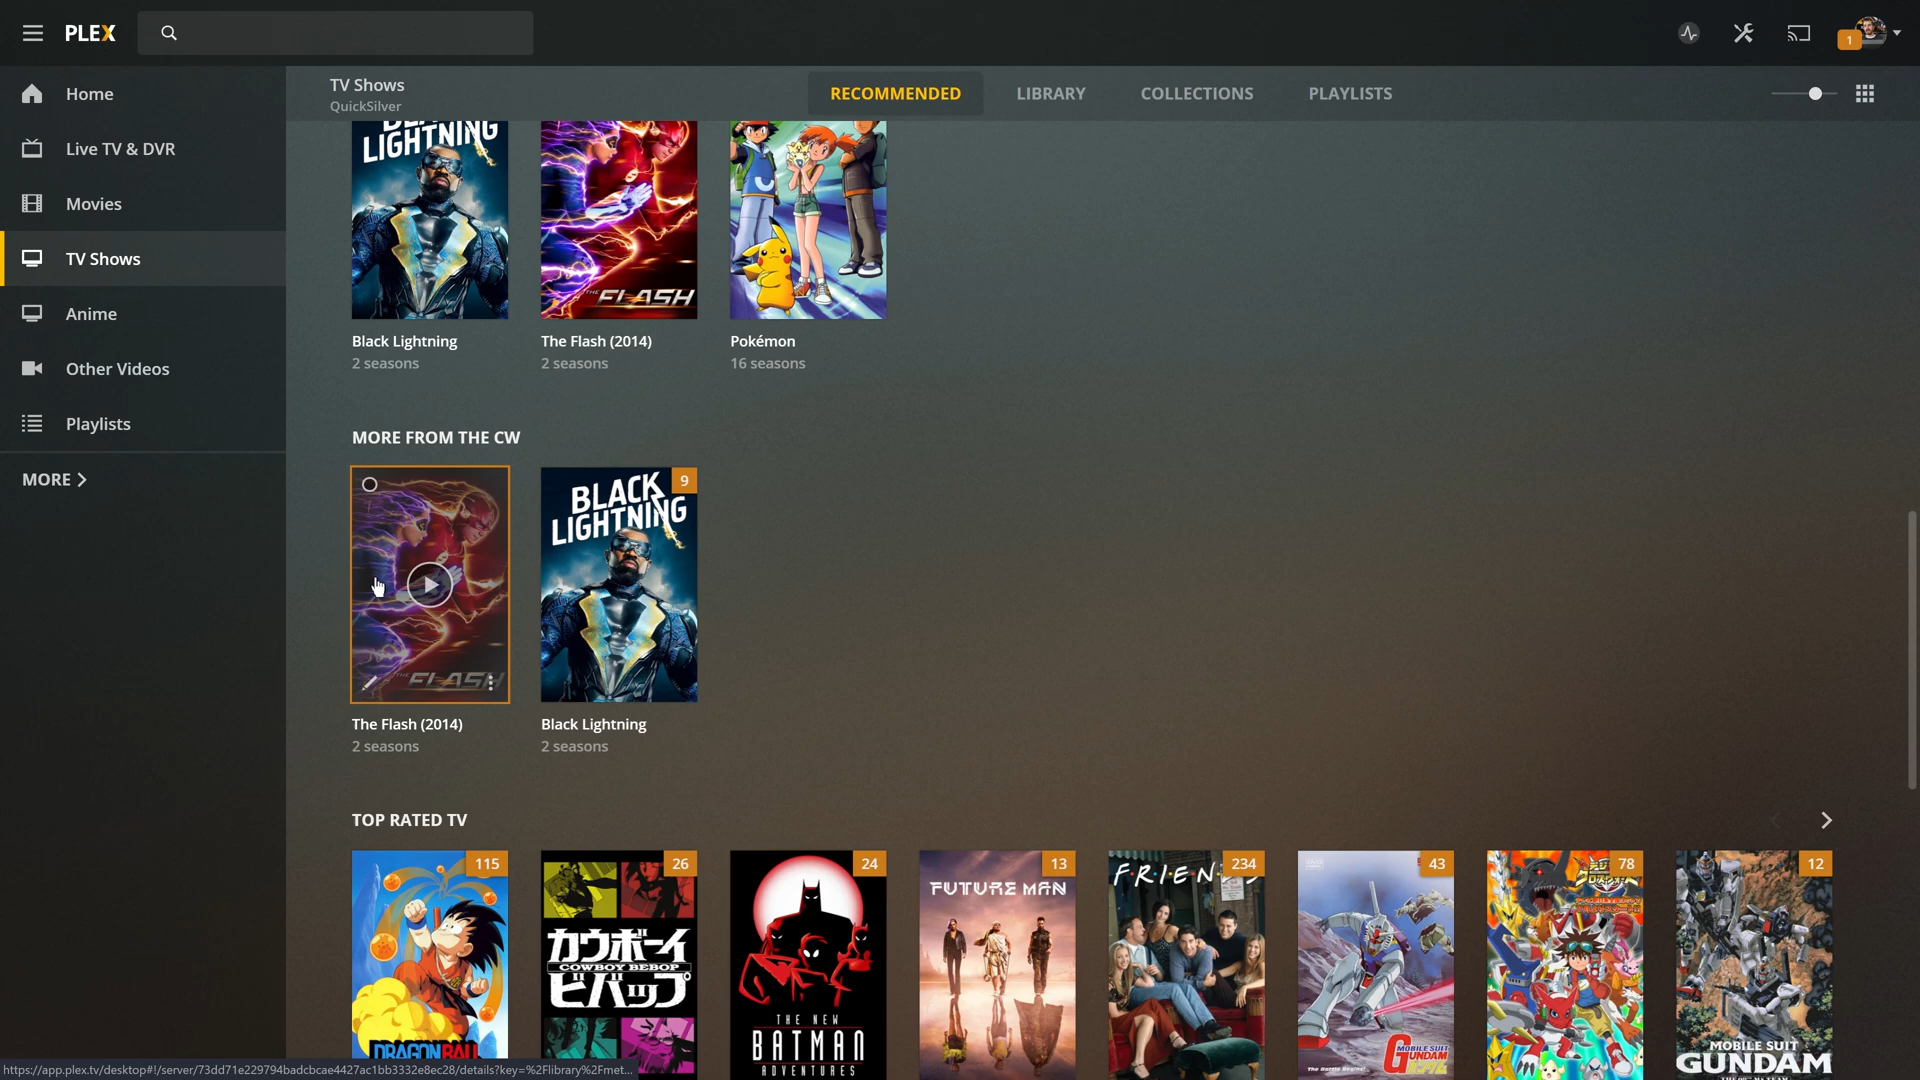 PLEX
1
Home
Live TV & DVR
Movies
TV Shows
Anime
Other Videos
Playlists
MORE
TV Shows
QuickSilver
RECOMMENDED
LIBRARY
COLLECTIONS
PLAYLISTS
LIGHTNING
THE FLASH
Black Lightning
2 seasons
The Flash (2014)
2 seasons
Pokémon
16 seasons
MORE FROM THE CW
FLASH
9
BLACK
LIGHTNING
The Flash (2014)
2 seasons
Black Lightning
2 seasons
TOP RATED TV
115
DRAGON BALL
26
カウボーイ
COWBOY BEBOP
ビバップ
24
THE NEW
BATMAN
ADVENTURES
13
FUTURE MAN
234
43
MOBILE SUIT
GUNDAM
78
12
MOBILE SUIT
GUNDAM
https://app.plex.tv/desktop#!/server/73dd71e229794badcbcae4427ac1bb3332e8ec28/details?key=%2Flibrary%2Fmet...